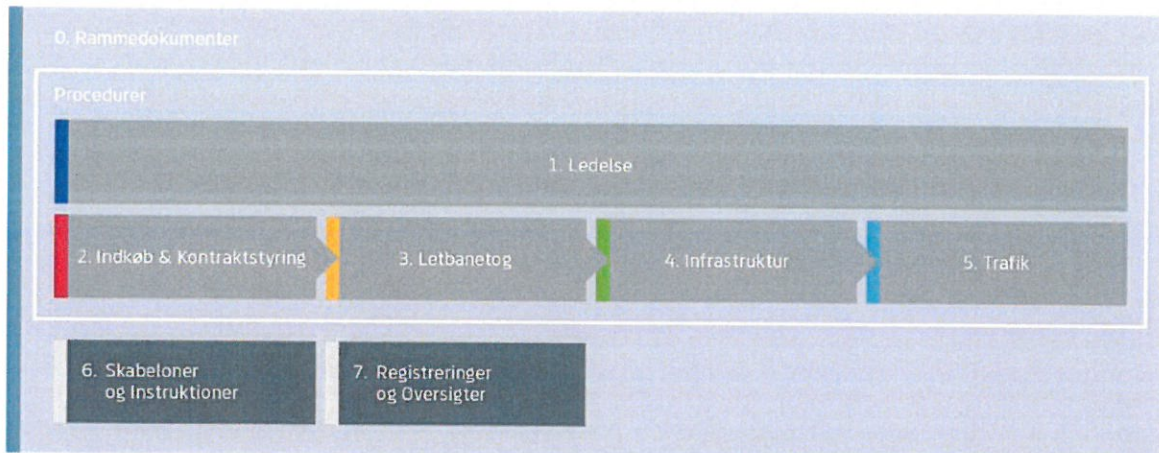 0. Rammedokumenter
Procedurer
1. Ledelse
2. Indkøb & Kontraktstyring
3. Letbanetog
4. Infrastruktur
5. Trafik
6. Skabeloner
og Instruktioner
7. Registreringer
og Oversigter